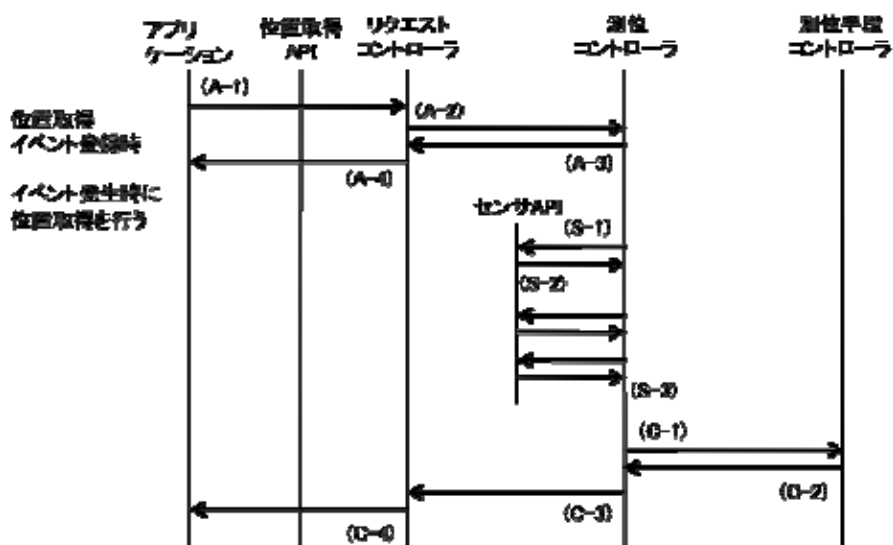 アプリ
ケーション
位置取得
API
リクエスト
コントローラ
測位
コントローラ
測位手段
コントローラ
(A-1)
(A-2)
位置取得
イベント登録時
(A-3)
(A-4)
イベント発生時に
位置取得を行う
センサAPI
(S-1)
(S-2)
(S-3)
(C-1)
(C-2)
(C-3)
(C-4)